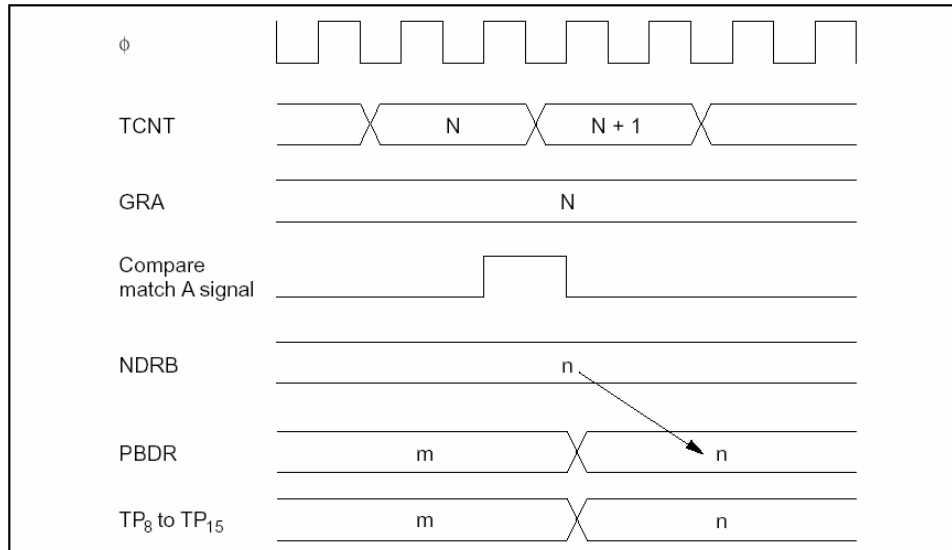 φ
TCNT
N
N + 1
GRA
N
Compare
match A signal
NDRB
n
PBDR
m
n
TP8 to TP15
m
n